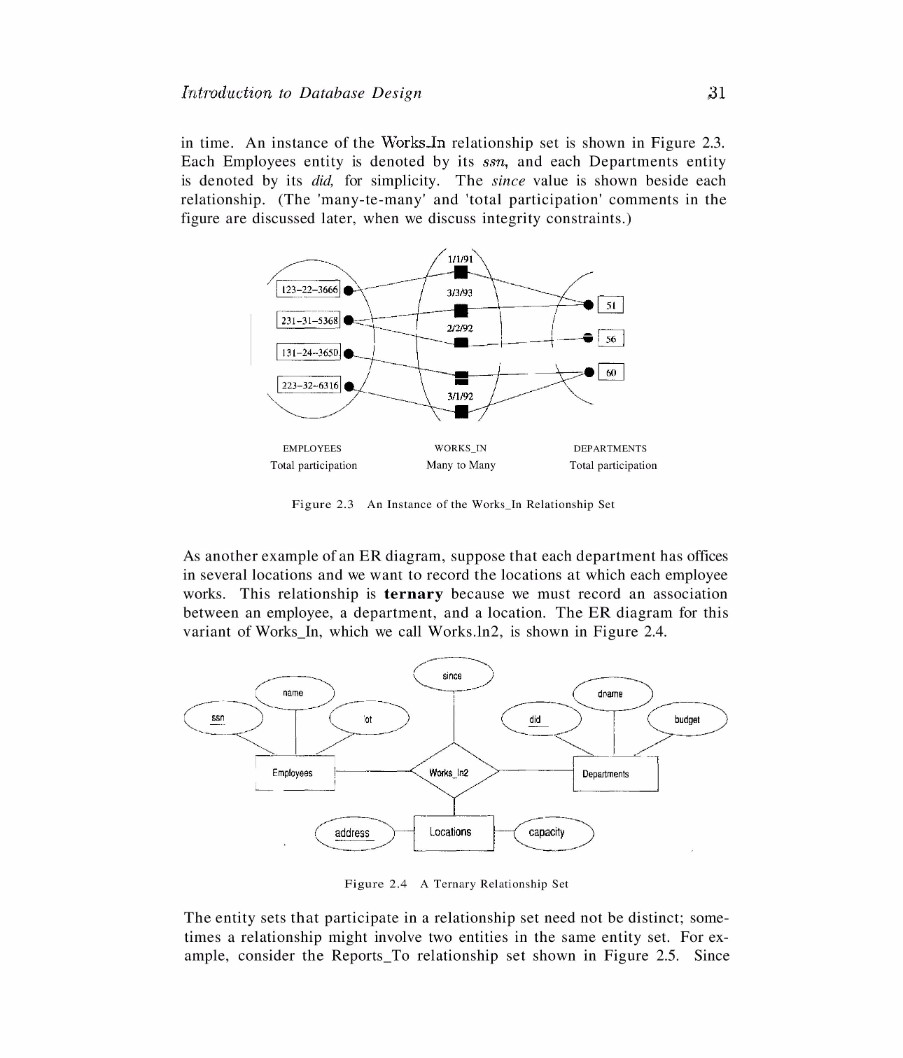 Introduction to Database Design 31
in time. An instance of the Works_In relationship set is shown in Figure 2.3.
Each Employees entity is denoted by its ssn, and each Departments entity
is denoted by its did, for simplicity. The since value is shown beside each
relationship. (The 'many-te-many' and 'total participation' comments in the
figure are discussed later, when we discuss integrity constraints.)
1/1/91
123-22-3666
3/3/93
51
231-31-5368
2/2/92
56
131-24-3650
60
223-32-6316
3/1/92
EMPLOYEES WORKS_IN DEPARTMENTS
Total participation Many to Many Total participation
Figure 2.3 An Instance of the Works_In Relationship Set
As another example of an ER diagram, suppose that each department has offices
in several locations and we want to record the locations at which each employee
works. This relationship is ternary because we must record an association
between an employee, a department, and a location. The ER diagram for this
variant of Works_In, which we call Works.ln2, is shown in Figure 2.4.
since
name dname
ssn 'ot did budget
Employees Works_In2 Departments
address Locations capacity
Figure 2.4 A Ternary Relationship Set
The entity sets that participate in a relationship set need not be distinct; some-
times a relationship might involve two entities in the same entity set. For ex-
ample, consider the Reports_To relationship set shown in Figure 2.5. Since